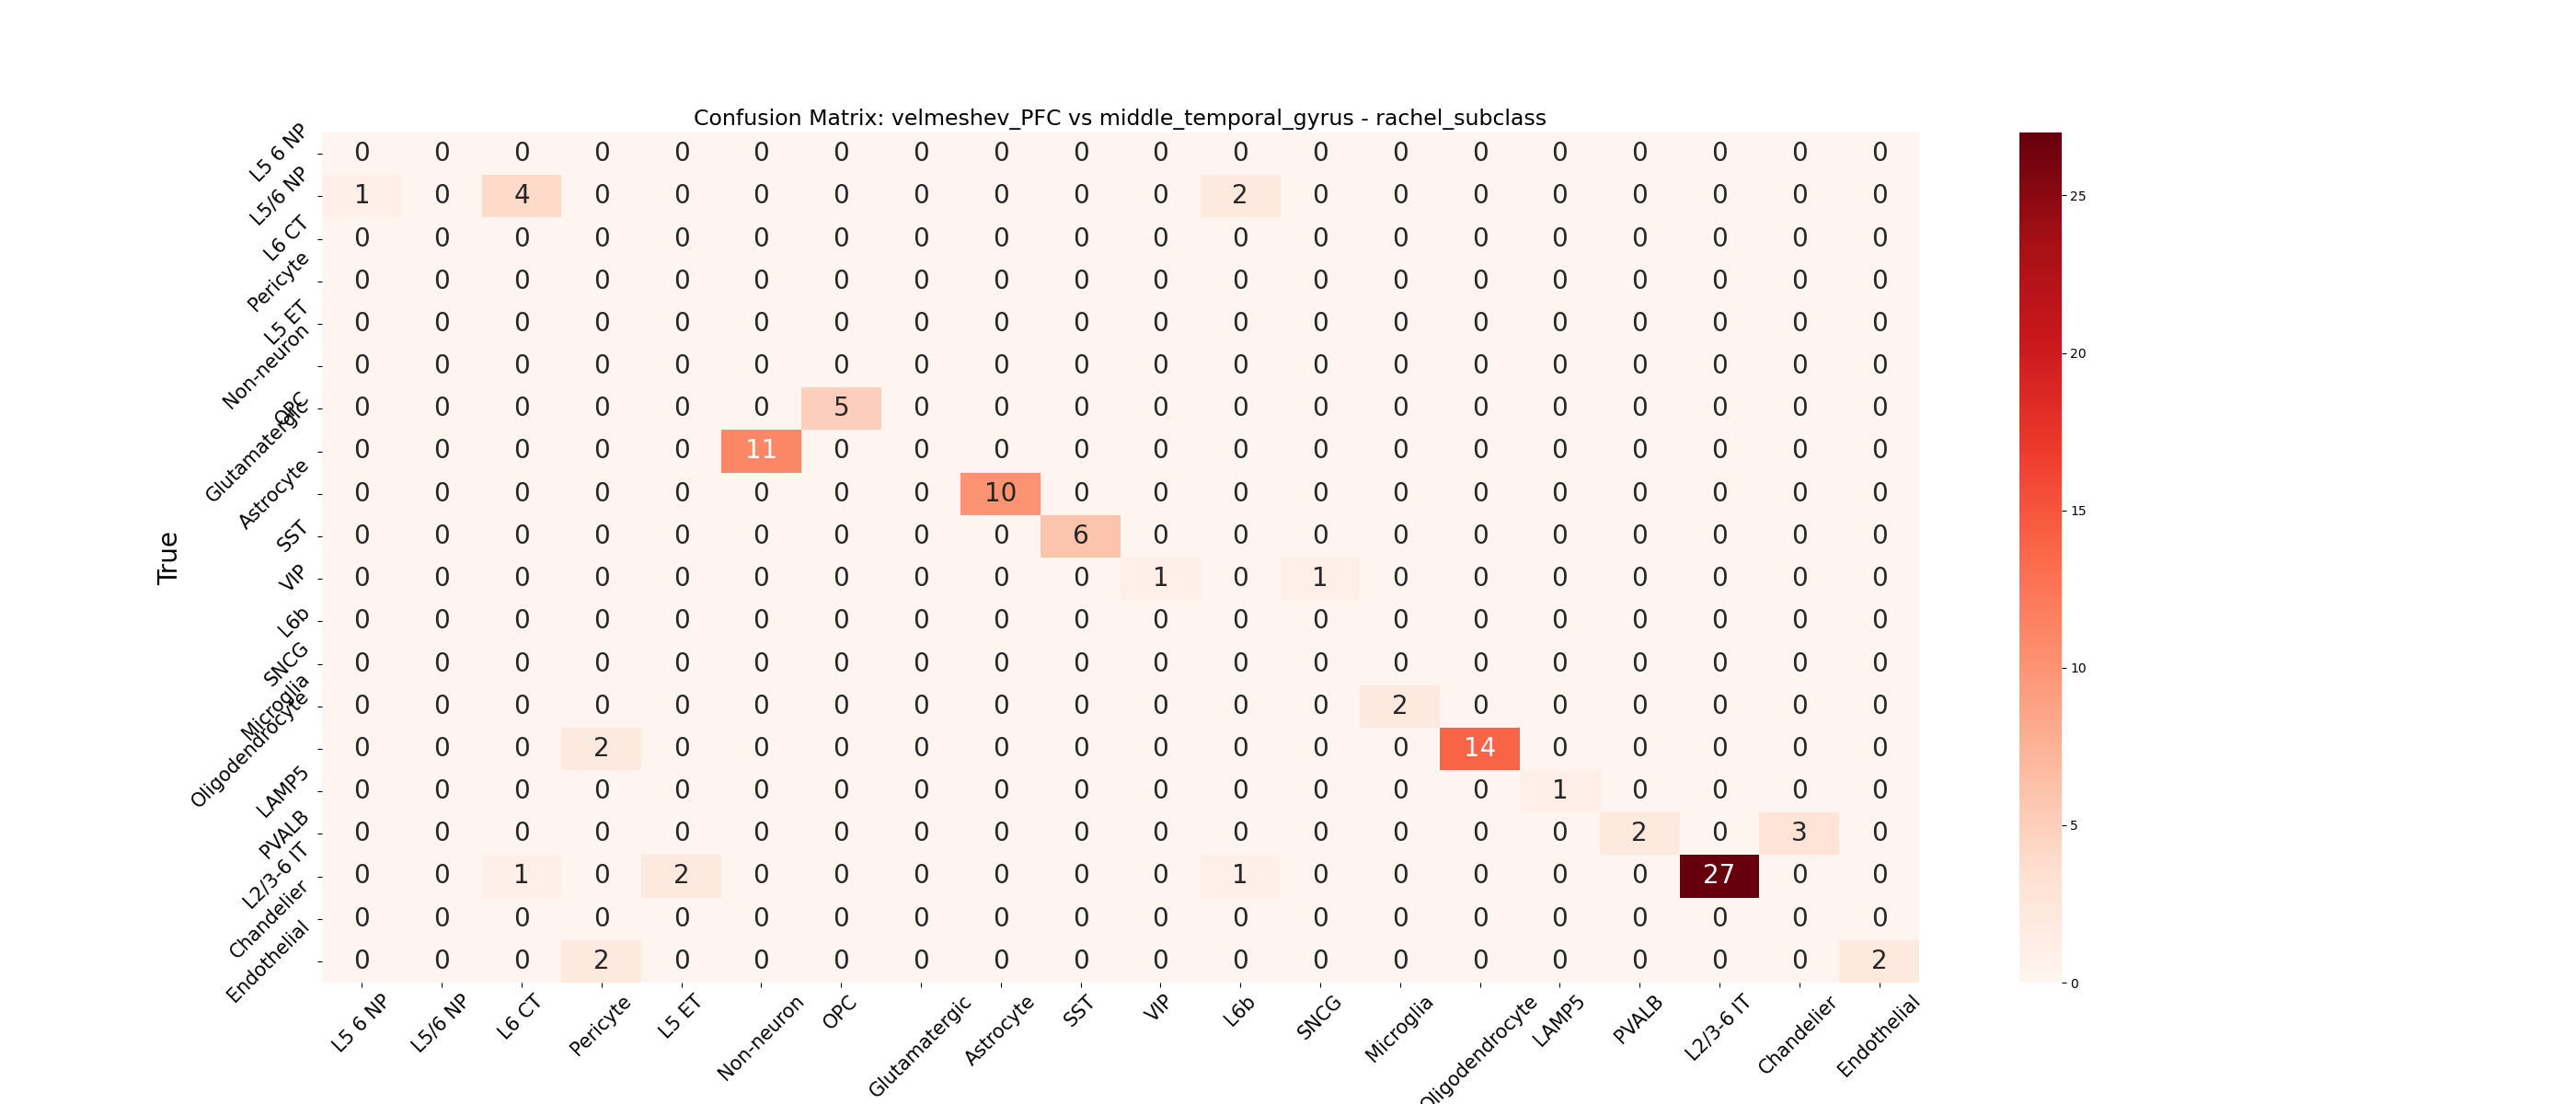 Confusion Matrix: velmeshev_PFC vs middle_temporal_gyrus - rachel_subclass
True
L5 6 NP 0 0 0 0 0 0 0 0 0 0 0 0 0 0 0 0 0 0 0 0
L5/6 NP 1 0 4 0 0 0 0 0 0 0 0 2 0 0 0 0 0 0 0 0
L6 CT 0 0 0 0 0 0 0 0 0 0 0 0 0 0 0 0 0 0 0 0
Pericyte 0 0 0 0 0 0 0 0 0 0 0 0 0 0 0 0 0 0 0 0
L5 ET 0 0 0 0 0 0 0 0 0 0 0 0 0 0 0 0 0 0 0 0
Non-neuron 0 0 0 0 0 0 0 0 0 0 0 0 0 0 0 0 0 0 0 0
OPC 0 0 0 0 0 0 5 0 0 0 0 0 0 0 0 0 0 0 0 0
Glutamatergic 0 0 0 0 0 11 0 0 0 0 0 0 0 0 0 0 0 0 0 0
Astrocyte 0 0 0 0 0 0 0 0 10 0 0 0 0 0 0 0 0 0 0 0
SST 0 0 0 0 0 0 0 0 0 6 0 0 0 0 0 0 0 0 0 0
VIP 0 0 0 0 0 0 0 0 0 0 1 0 1 0 0 0 0 0 0 0
L6b 0 0 0 0 0 0 0 0 0 0 0 0 0 0 0 0 0 0 0 0
SNCG 0 0 0 0 0 0 0 0 0 0 0 0 0 0 0 0 0 0 0 0
Microglia 0 0 0 0 0 0 0 0 0 0 0 0 0 2 0 0 0 0 0 0
Oligodendrocyte 0 0 0 2 0 0 0 0 0 0 0 0 0 0 14 0 0 0 0 0
LAMP5 0 0 0 0 0 0 0 0 0 0 0 0 0 0 0 1 0 0 0 0
PVALB 0 0 0 0 0 0 0 0 0 0 0 0 0 0 0 0 2 0 3 0
L2/3-6 IT 0 0 1 0 2 0 0 0 0 0 0 1 0 0 0 0 0 27 0 0
Chandelier 0 0 0 0 0 0 0 0 0 0 0 0 0 0 0 0 0 0 0 0
Endothelial 0 0 0 2 0 0 0 0 0 0 0 0 0 0 0 0 0 0 0 2
L5 6 NP L5/6 NP L6 CT Pericyte L5 ET Non-neuron OPC Glutamatergic Astrocyte SST VIP L6b SNCG Microglia Oligodendrocyte LAMP5 PVALB L2/3-6 IT Chandelier Endothelial
25
20
15
10
5
0